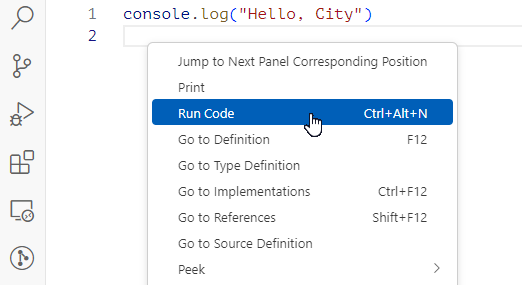 1 console.log("Hello, City")
2
Jump to Next Panel Corresponding Position
Print
Run Code Ctrl+Alt+N
Go to Definition F12
Go to Type Definition
Go to Implementations Ctrl+F12
Go to References Shift+F12
Go to Source Definition
Peek